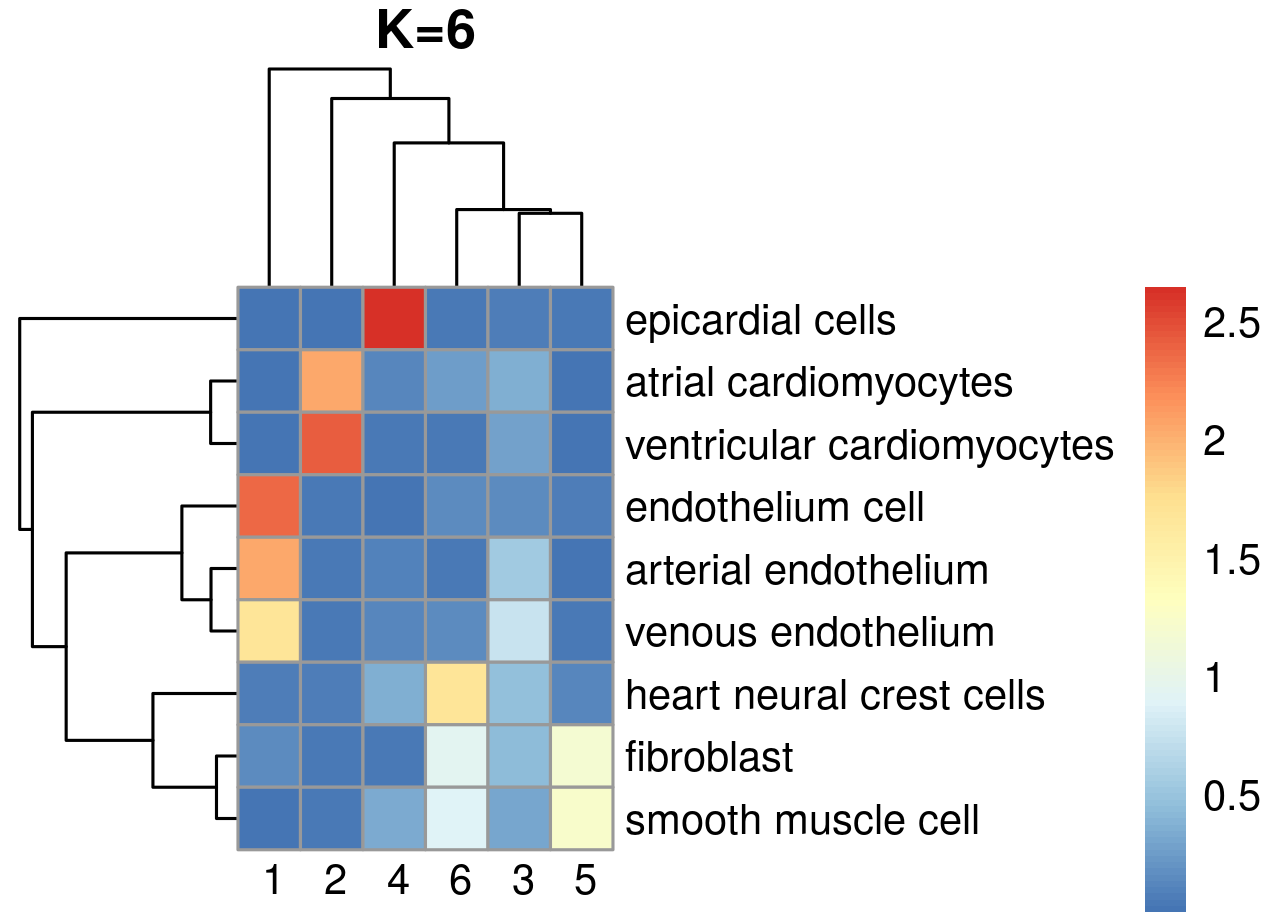 K=6
epicardial cells
atrial cardiomyocytes
ventricular cardiomyocytes
endothelium cell
arterial endothelium
venous endothelium
heart neural crest cells
fibroblast
smooth muscle cell
1 2 4 6 3 5
2.5
2
1.5
1
0.5